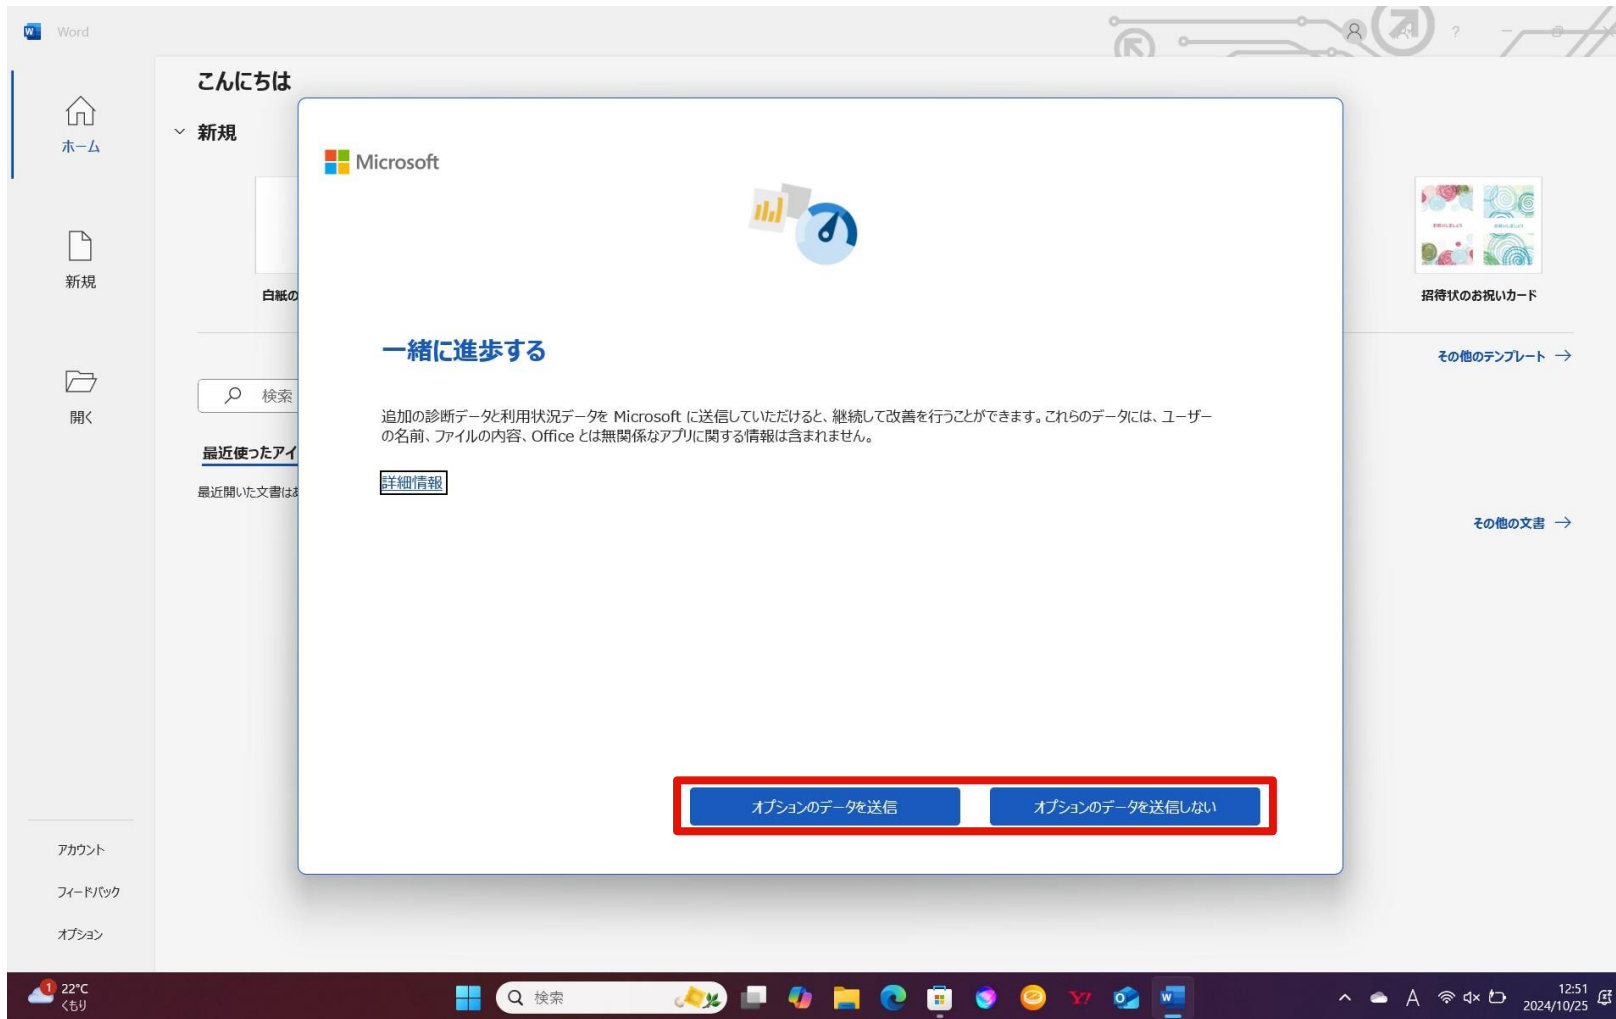 Word
こんにちは
新規
ホーム
新規
開く
白紙の
検索
最近使ったアイ
最近開いた文書はあ
Microsoft
一緒に進歩する
追加の診断データと利用状況データを Microsoft に送信していただけると、継続して改善を行うことができます。これらのデータには、ユーザー
の名前、ファイルの内容、Office とは無関係なアプリに関する情報は含まれません。
詳細情報
オプションのデータを送信
オプションのデータを送信しない
招待状のお祝いカード
その他のテンプレート →
その他の文書 →
アカウント
フィードバック
オプション
1
22°C
くもり
検索
A
12:51
2024/10/25